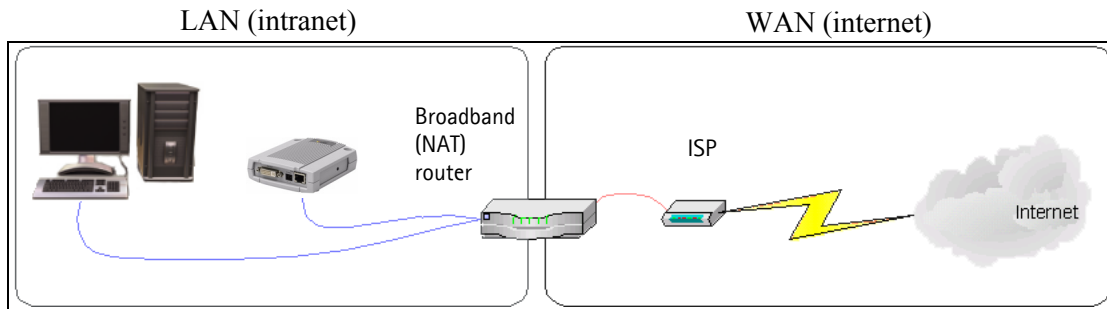 LAN (intranet)
WAN (internet)
Broadband
(NAT)
router
ISP
Internet